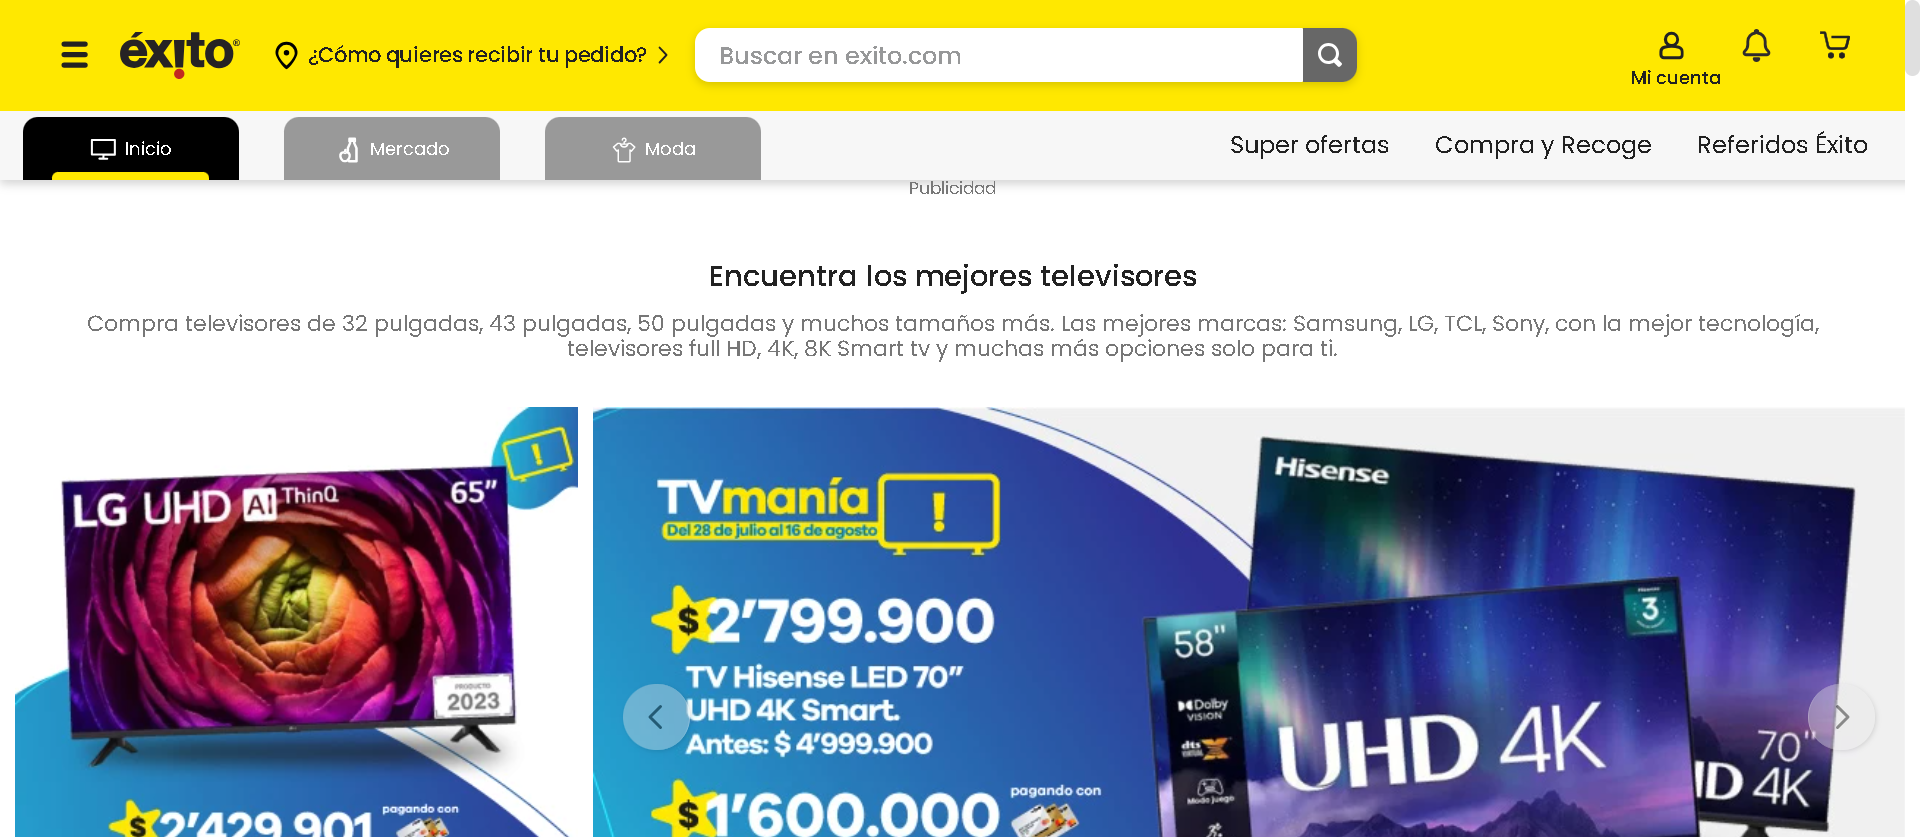 éxito®
¿Cómo quieres recibir tu pedido?
Buscar en exito.com
Mi cuenta
Inicio
Mercado
Moda
Super ofertas
Compra y Recoge
Referidos Éxito
Publicidad
Encuentra los mejores televisores
Compra televisores de 32 pulgadas, 43 pulgadas, 50 pulgadas y muchos tamaños más. Las mejores marcas: Samsung, LG, TCL, Sony, con la mejor tecnología,
televisores full HD, 4K, 8K Smart tv y muchas más opciones solo para ti.
LG UHD AI ThinQ
65”
PRODUCTO
2023
pagando con
$2’429.901
TVmanía
Del 28 de julio al 16 de agosto
$2’799.900
TV Hisense LED 70”
UHD 4K Smart.
Antes: $ 4’999.900
pagando con
$1’600.000
Hisense
58"
3
Dolby
VISION
dts X
Modo juego
UHD 4K
70"
ID 4K